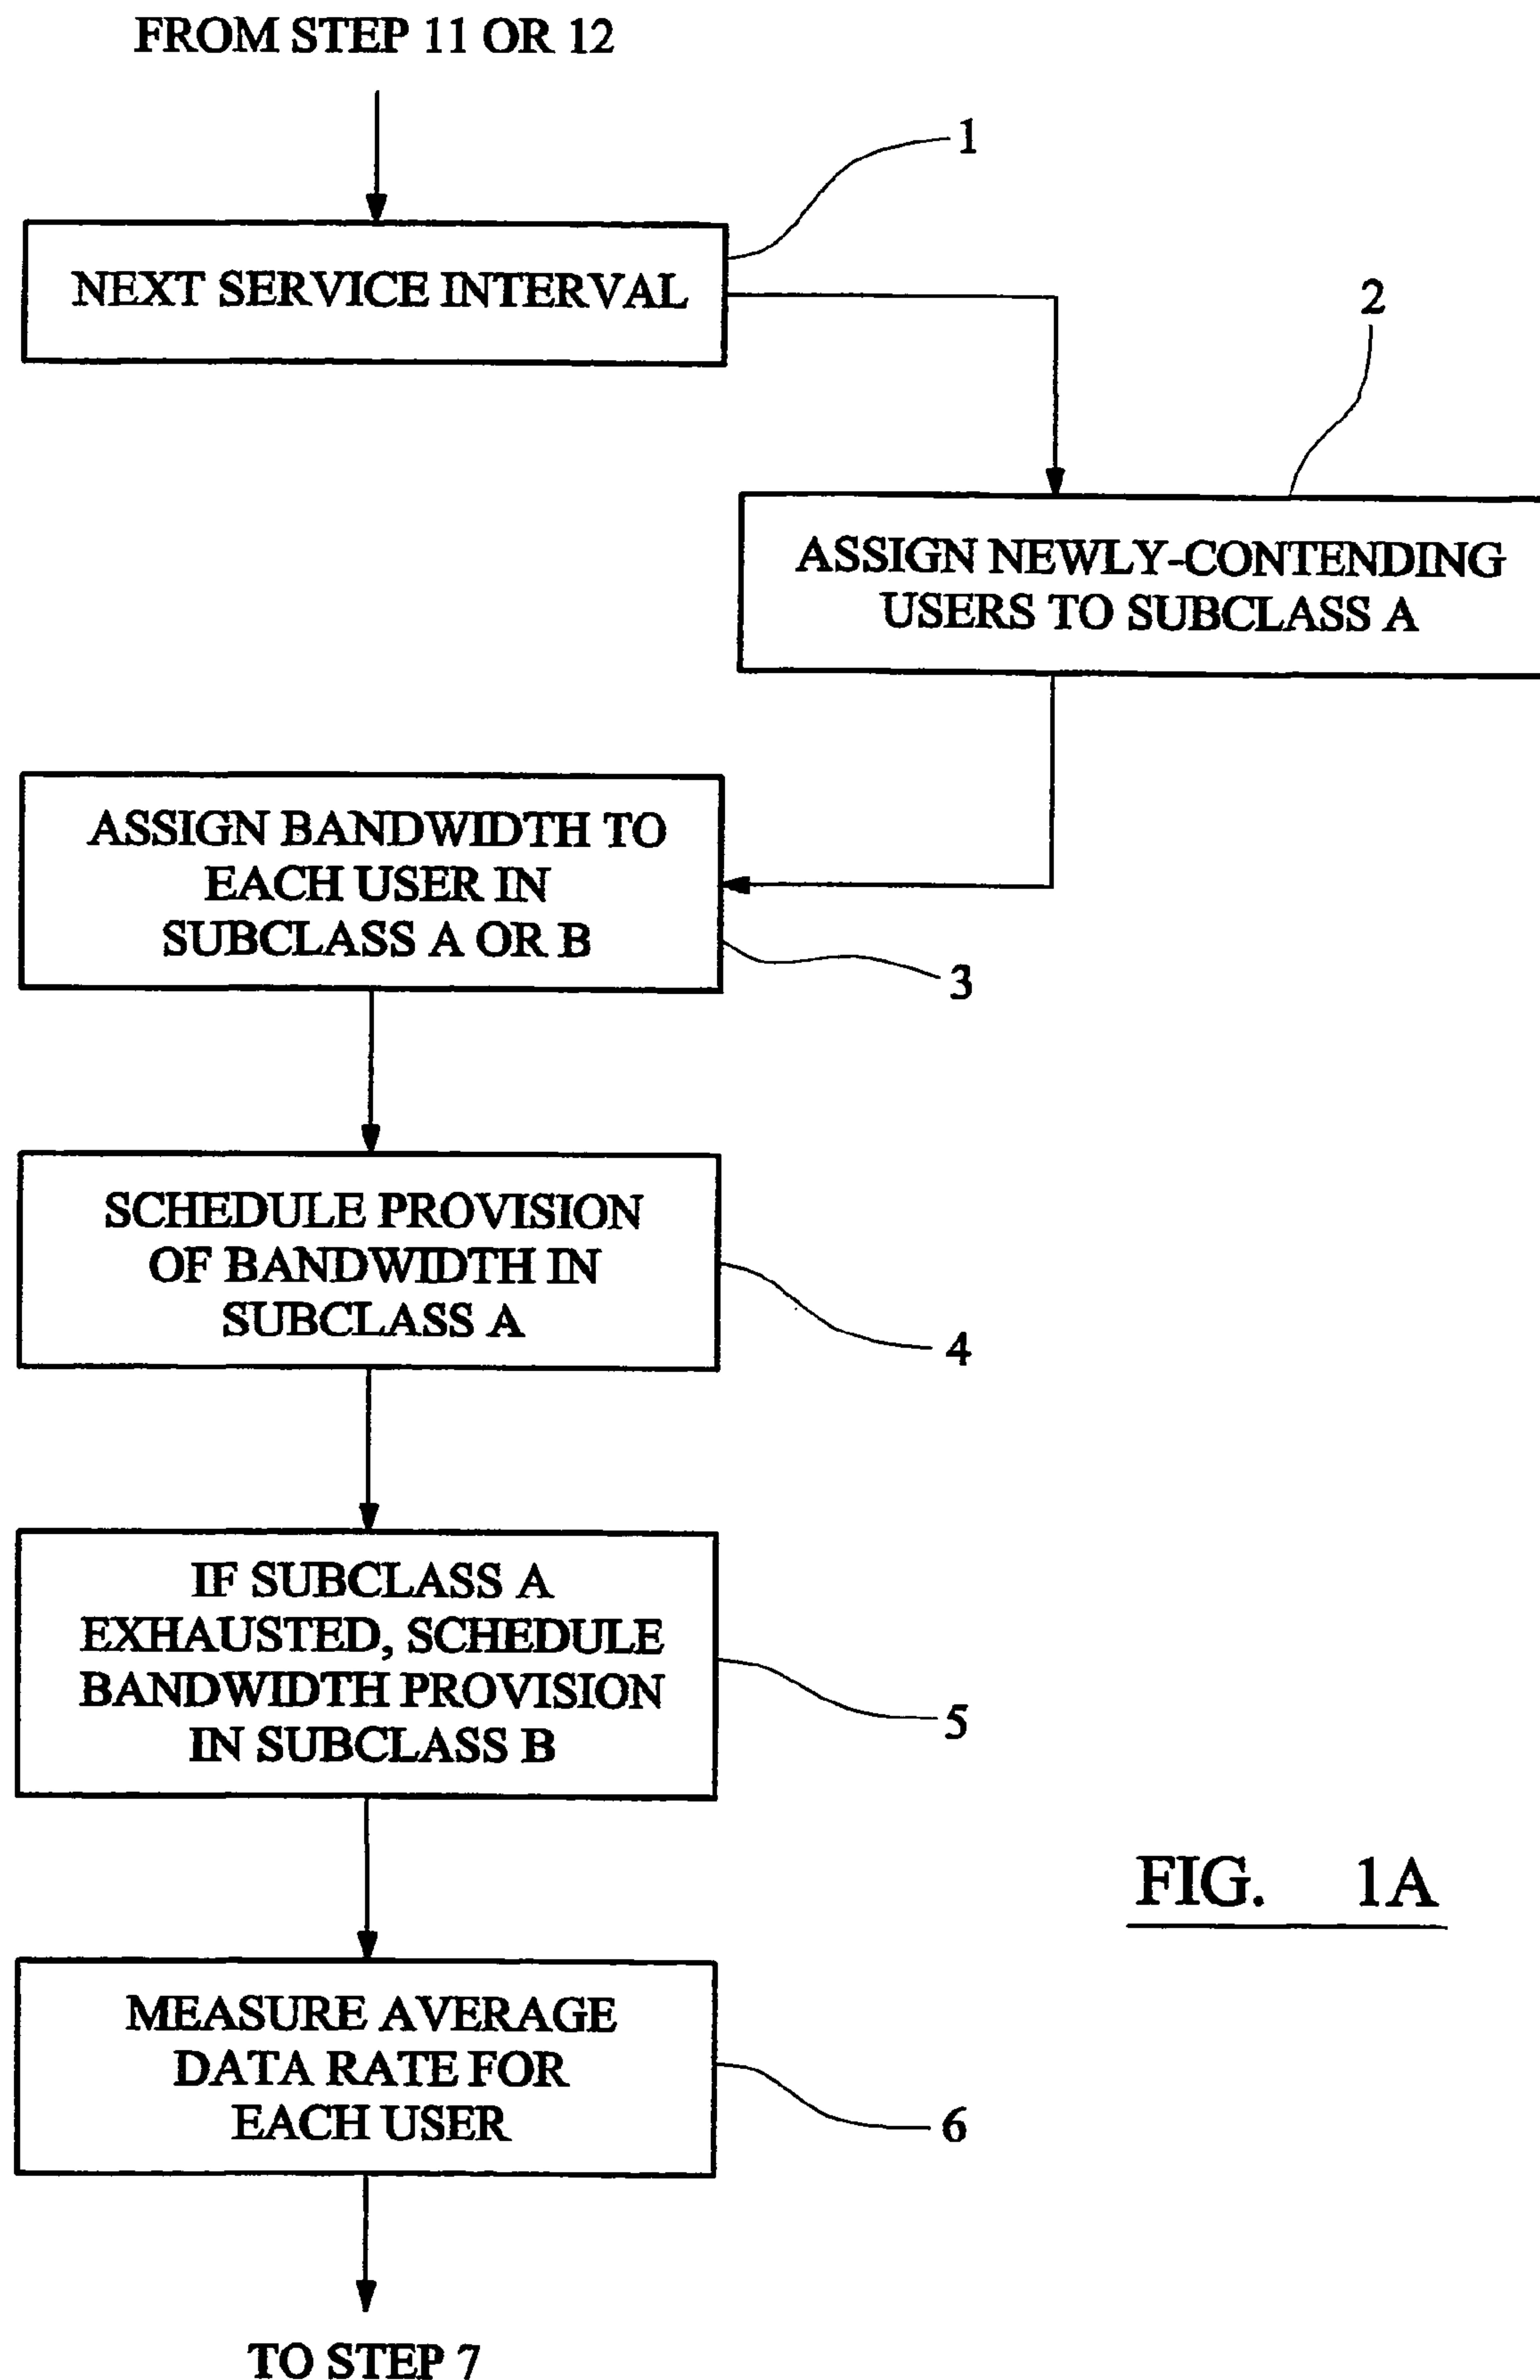 FROM STEP 11 OR 12
1
NEXT SERVICE INTERVAL
2
ASSIGN NEWLY-CONTENDING
USERS TO SUBCLASS A
ASSIGN BANDWIDTH TO
EACH USER IN
SUBCLASS A OR B
3
SCHEDULE PROVISION
OF BANDWIDTH IN
SUBCLASS A
4
IF SUBCLASS A
EXHAUSTED, SCHEDULE
BANDWIDTH PROVISION
IN SUBCLASS B
5
FIG. 1A
MEASURE AVERAGE
DATA RATE FOR
EACH USER
6
TO STEP 7